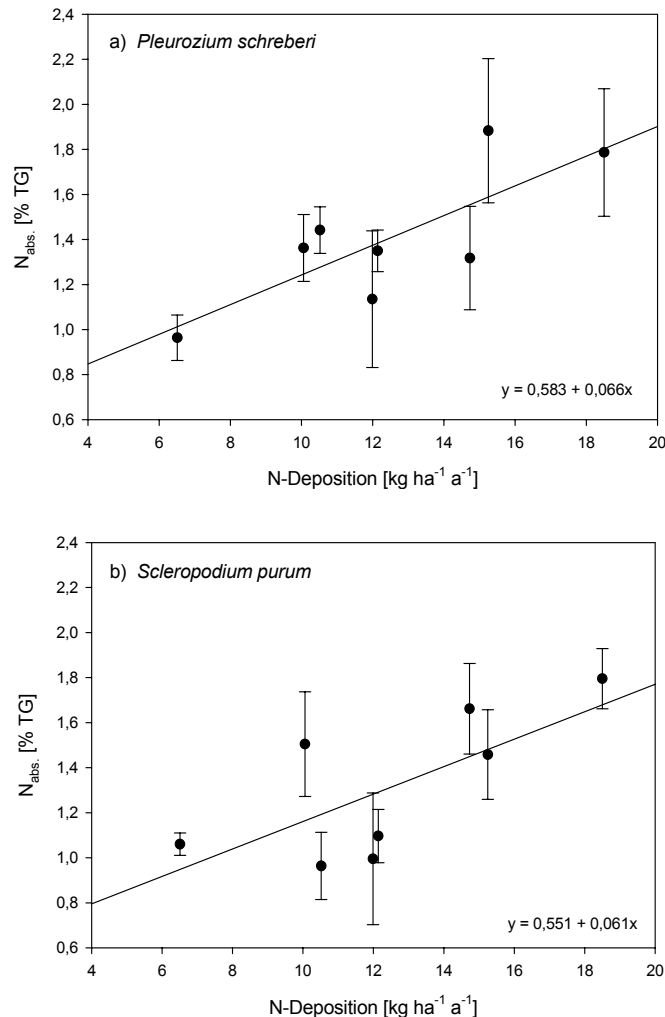 a) Pleurozium schreberi
2,4
2,2
2,0
1,8
1,6
1,4
1,2
1,0
0,8
0,6
N abs. [% TG]
y = 0,583 + 0,066x
4 6 8 10 12 14 16 18 20
N-Deposition [kg ha⁻¹ a⁻¹]
b) Scleropodium purum
2,4
2,2
2,0
1,8
1,6
1,4
1,2
1,0
0,8
0,6
N abs. [% TG]
y = 0,551 + 0,061x
4 6 8 10 12 14 16 18 20
N-Deposition [kg ha⁻¹ a⁻¹]